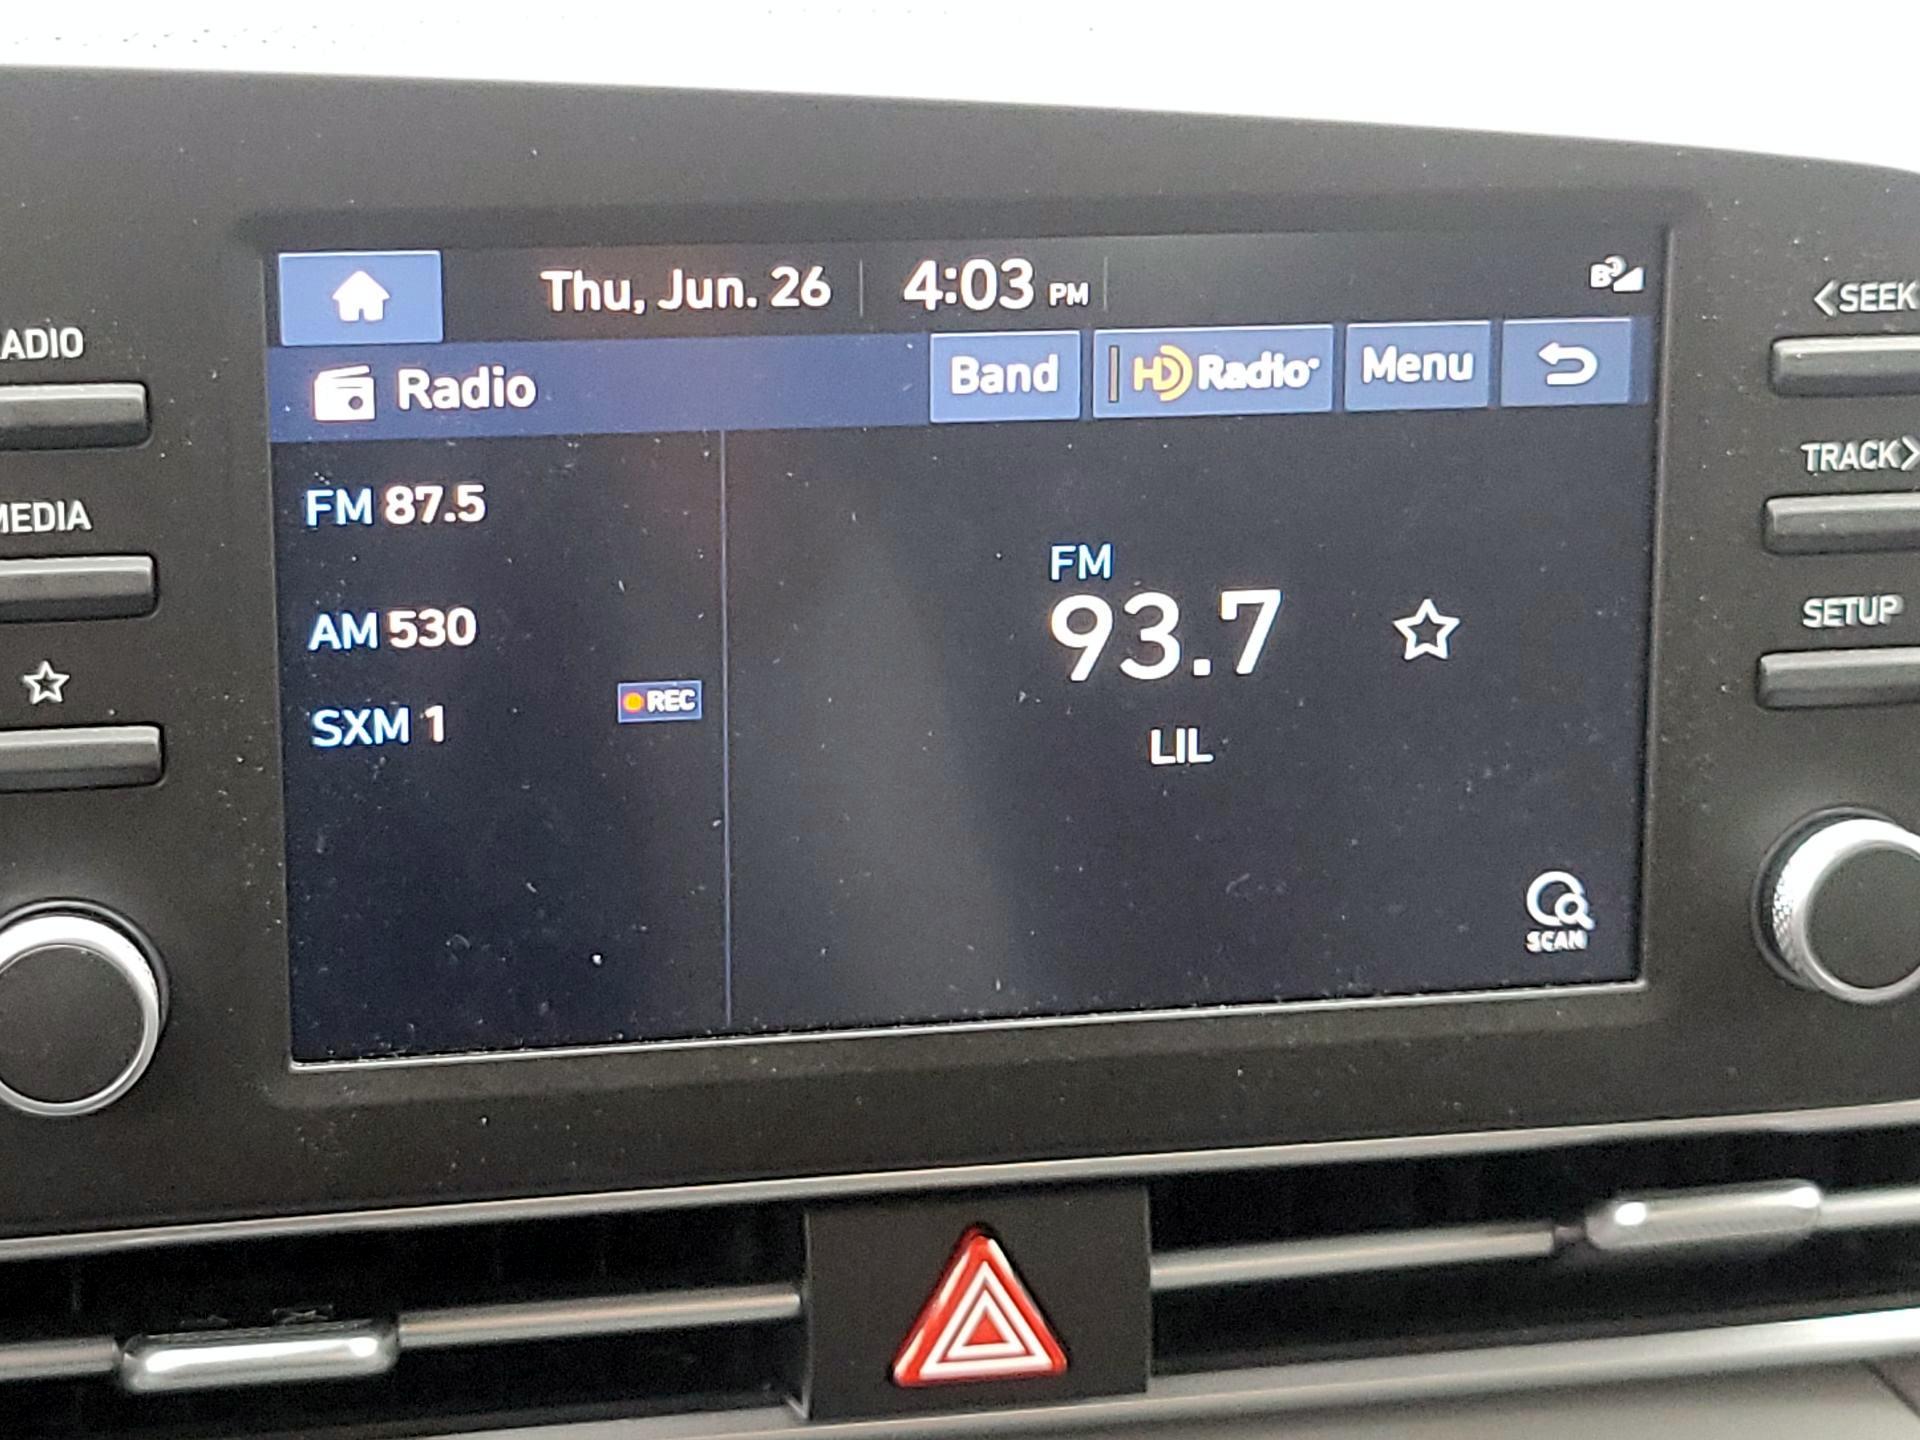 Thu, Jun. 26 4:03 PM
<SEEK
ADIO
Radio Band HD Radio Menu
TRACK>
FM 87.5
MEDIA
FM
93.7
AM 530
SETUP
REC
SXM 1
LIL
SCAN